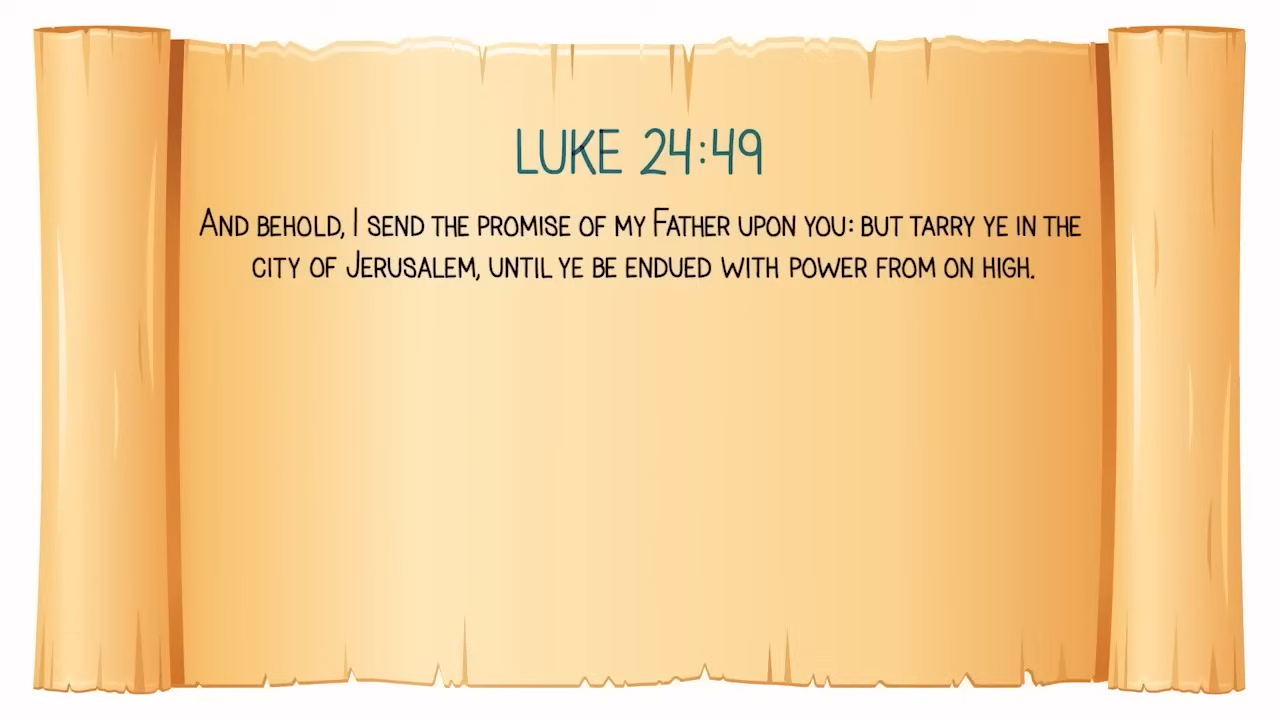 LUKE 24:49
And behold, I send the promise of my Father upon you: but tarry ye in the
city of Jerusalem, until ye be endued with power from on high.